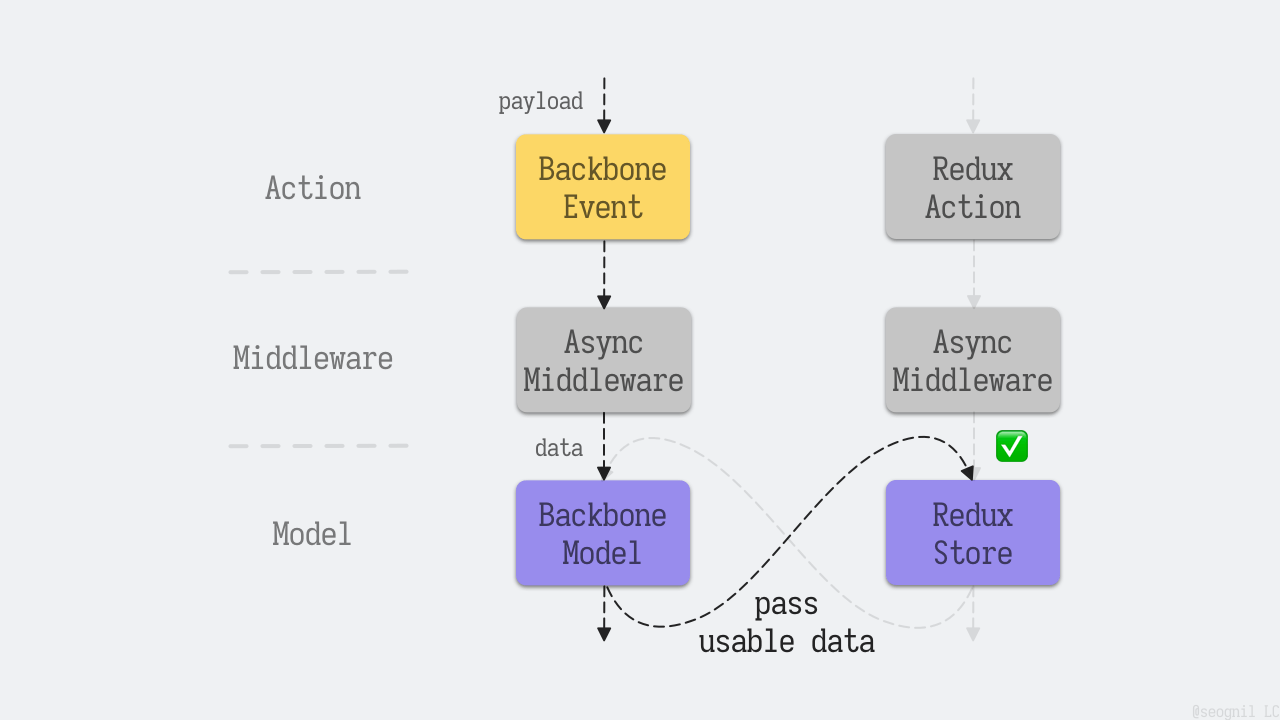 payload
Backbone
Event
Redux
Action
Action
Async
Middleware
Async
Middleware
Middleware
data
Backbone
Model
Redux
Store
Model
pass
usable data
@seognil LC